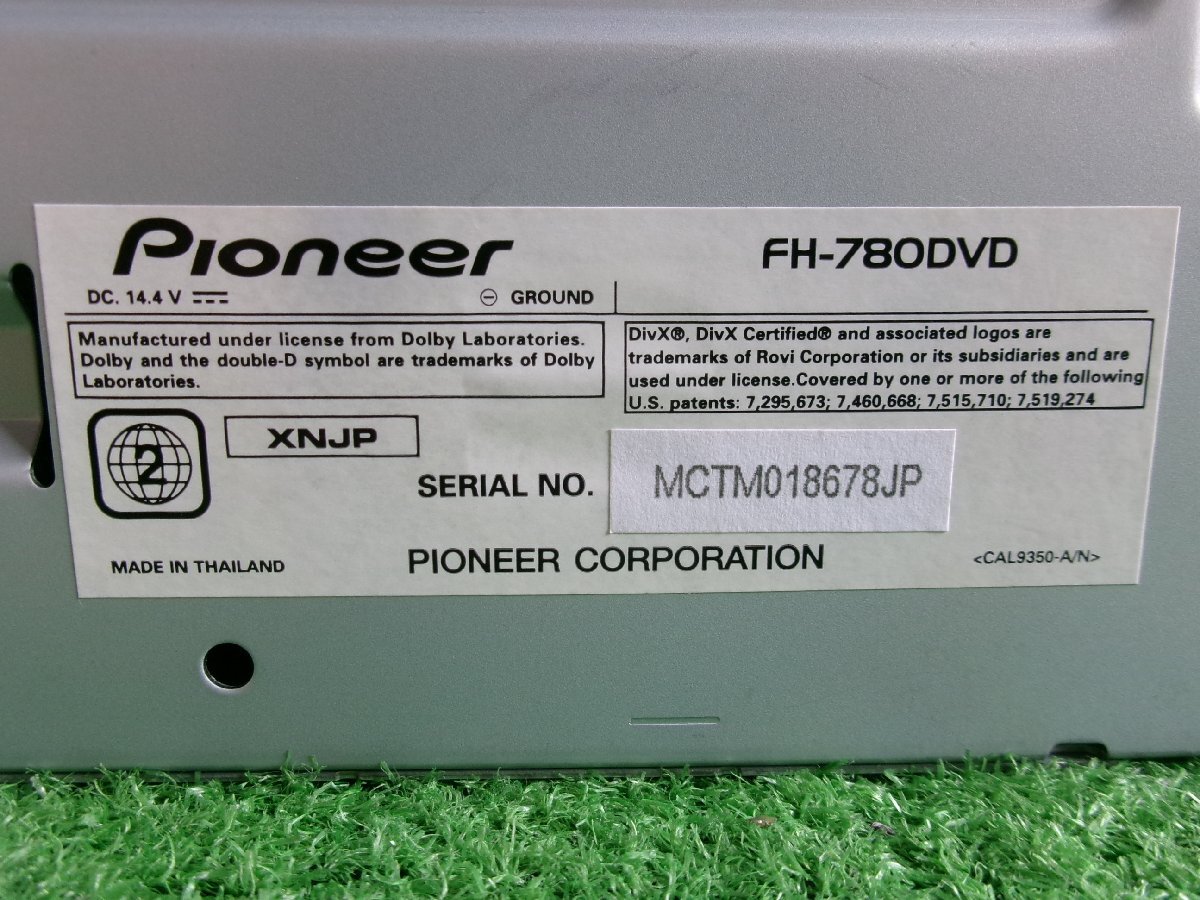 Pioneer
FH-780DVD
DC. 14.4 V ⎓
⊖ GROUND
Manufactured under license from Dolby Laboratories.
Dolby and the double-D symbol are trademarks of Dolby
Laboratories.
DivX®, DivX Certified® and associated logos are
trademarks of Rovi Corporation or its subsidiaries and are
used under license.Covered by one or more of the following
U.S. patents: 7,295,673; 7,460,668; 7,515,710; 7,519,274
2
XNJP
SERIAL NO.
MCTM018678JP
MADE IN THAILAND
PIONEER CORPORATION
<CAL9350-A/N>